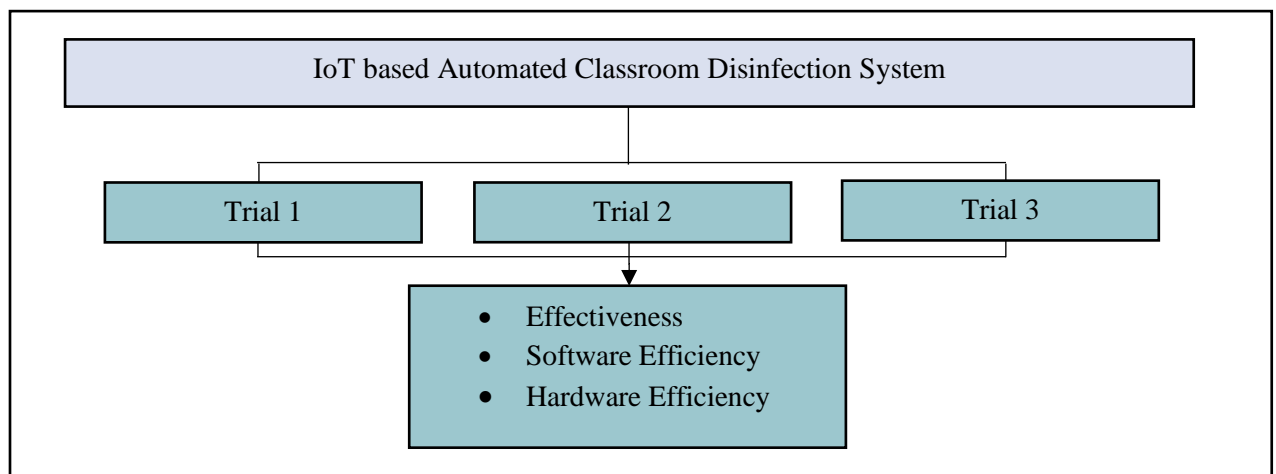 IoT based Automated Classroom Disinfection System
Trial 1
Trial 2
Trial 3
• Effectiveness
• Software Efficiency
• Hardware Efficiency